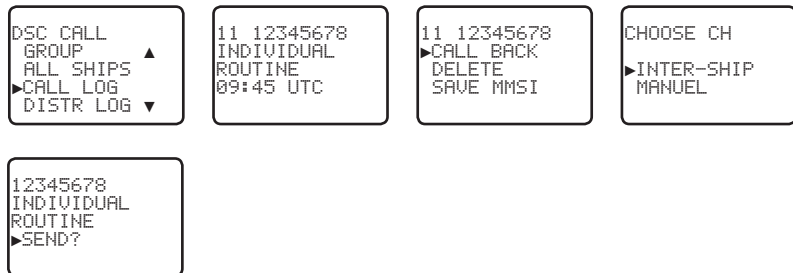 DSC CALL
GROUP ▲
ALL SHIPS
►CALL LOG
DISTR LOG ▼
11 12345678
INDIVIDUAL
ROUTINE
09:45 UTC
11 12345678
►CALL BACK
DELETE
SAVE MMSI
CHOOSE CH
►INTER-SHIP
MANUEL
12345678
INDIVIDUAL
ROUTINE
►SEND?